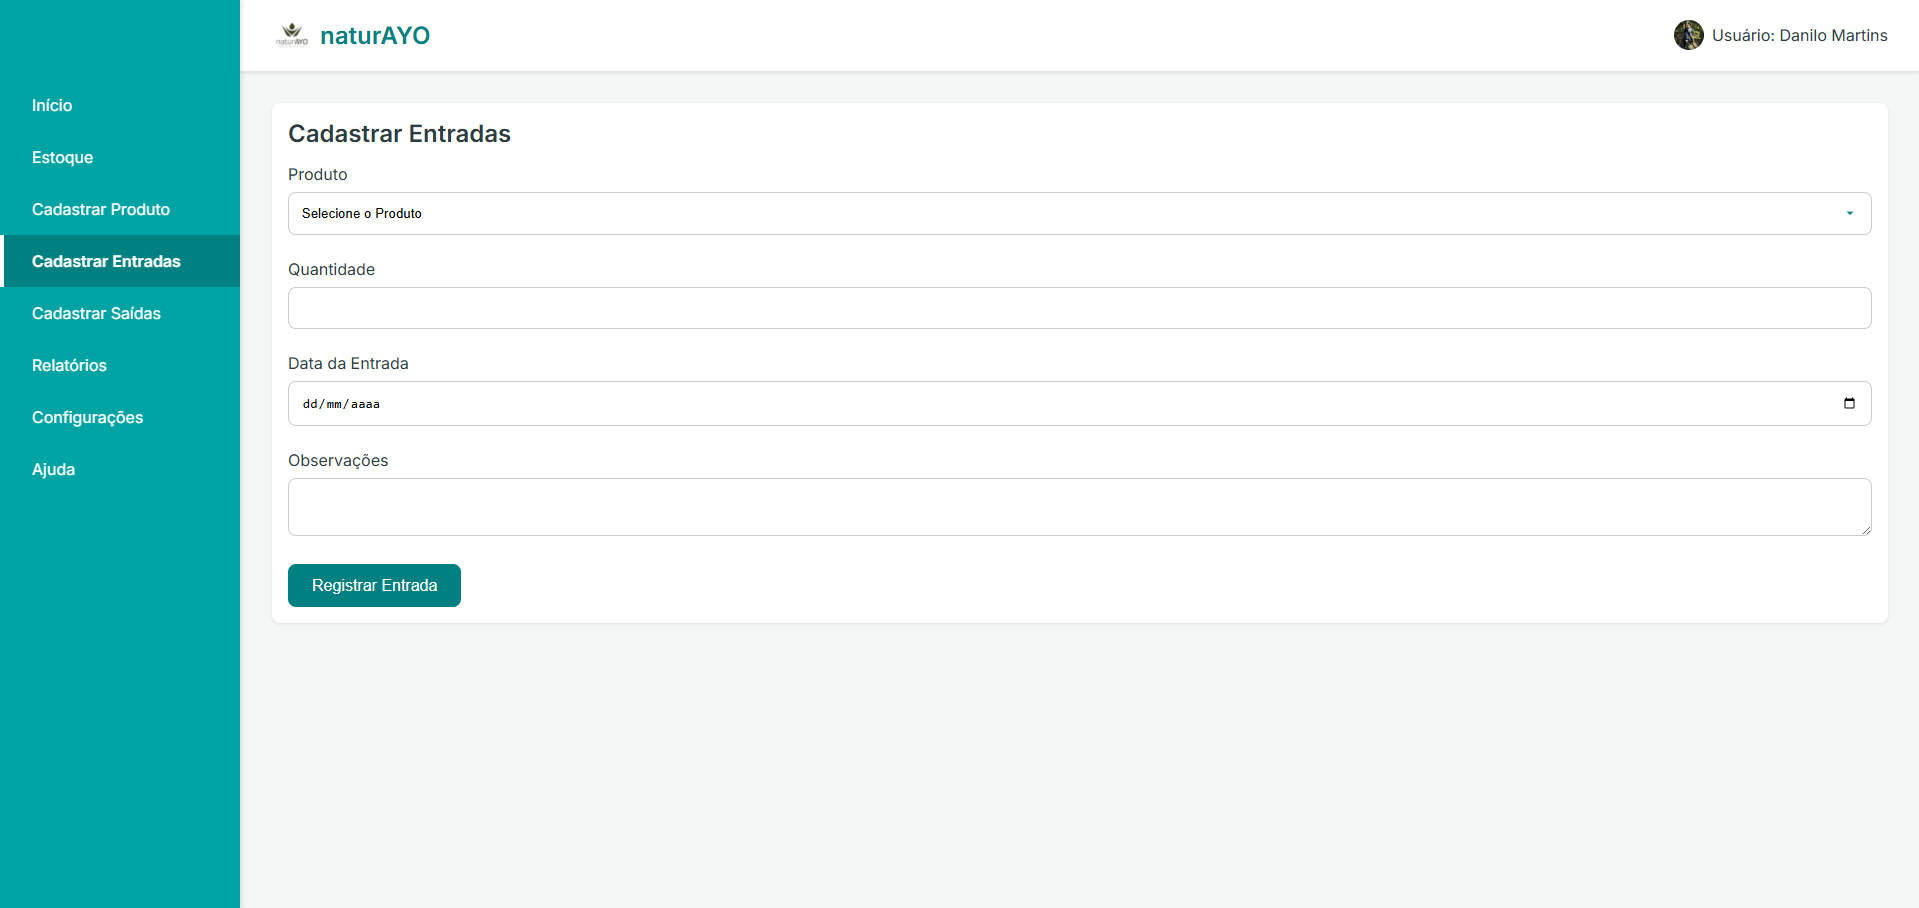 naturAYO
naturAYO
Usuário: Danilo Martins
Início
Estoque
Cadastrar Produto
Cadastrar Entradas
Cadastrar Saídas
Relatórios
Configurações
Ajuda
Cadastrar Entradas
Produto
Selecione o Produto
Quantidade
Data da Entrada
dd/mm/aaaa
Observações
Registrar Entrada